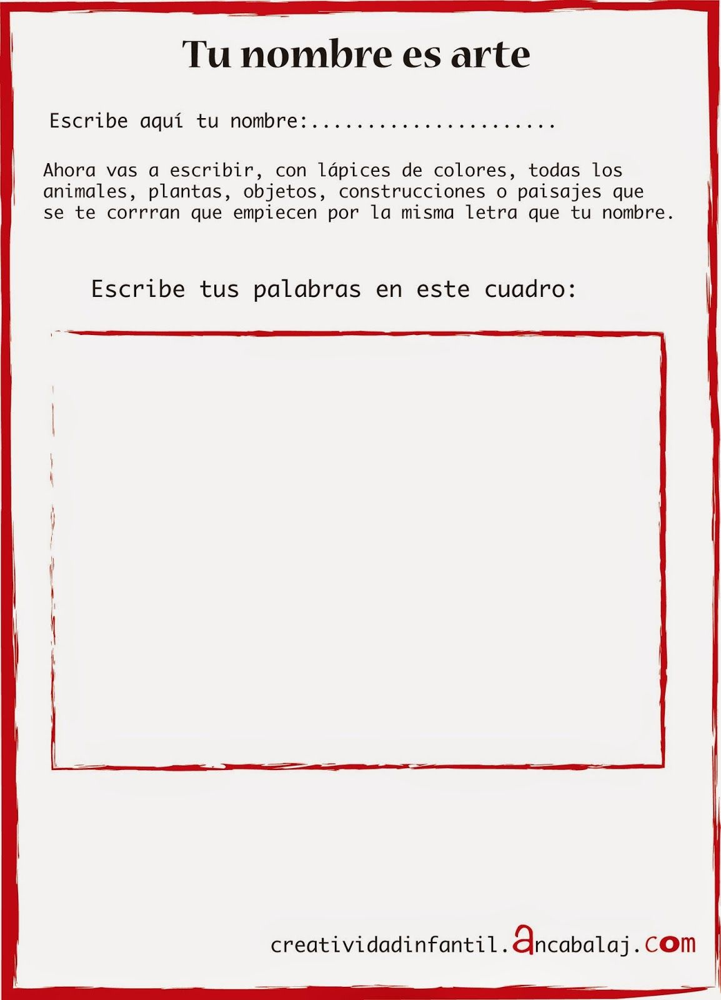 Tu nombre es arte
Escribe aquí tu nombre:......................
Ahora vas a escribir, con lápices de colores, todas los
animales, plantas, objetos, construcciones o paisajes que
se te corrran que empiecen por la misma letra que tu nombre.
Escribe tus palabras en este cuadro:
creatividadinfantil.ancabalaj.com